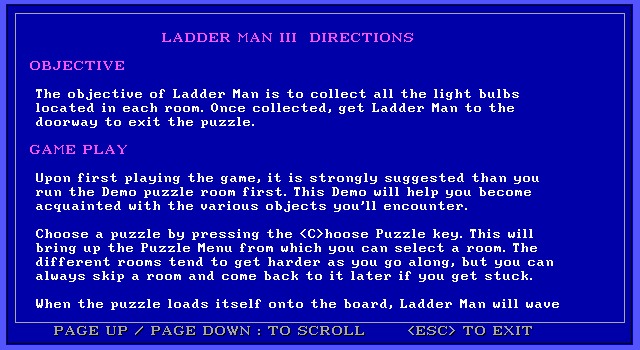 LADDER MAN III  DIRECTIONS
OBJECTIVE
The objective of Ladder Man is to collect all the light bulbs
located in each room. Once collected, get Ladder Man to the
doorway to exit the puzzle.
GAME PLAY
Upon first playing the game, it is strongly suggested than you
run the Demo puzzle room first. This Demo will help you become
acquainted with the various objects you'll encounter.
Choose a puzzle by pressing the <C>hoose Puzzle key. This will
bring up the Puzzle Menu from which you can select a room. The
different rooms tend to get harder as you go along, but you can
always skip a room and come back to it later if you get stuck.
When the puzzle loads itself onto the board, Ladder Man will wave
PAGE UP / PAGE DOWN : TO SCROLL     <ESC> TO EXIT